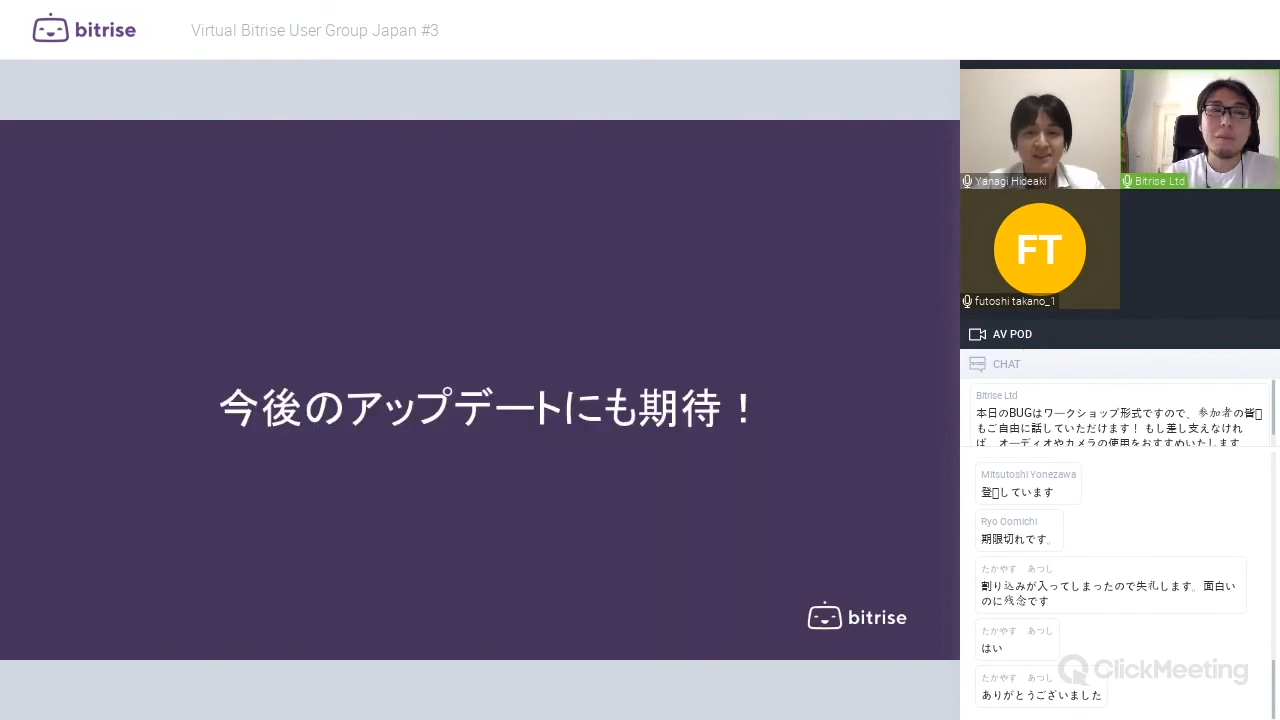 bitrise
Virtual Bitrise User Group Japan #3
今後のアップデートにも期待！
bitrise
Yanagi Hideaki
Bitrise Ltd
FT
futoshi takano_1
AV POD
CHAT
Bitrise Ltd
本日のBUGはワークショップ形式ですので、参加者の皆
もご自由に話していただけます！ もし差し支えなけれ
ば、オーディオやカメラの使用をおすすめいたします
Mitsutoshi Yonezawa
登しています
Ryo Oomichi
期限切れです。
たかやす あつし
割り込みが入ってしまったので失礼します。面白い
のに残念です
たかやす あつし
はい
たかやす あつし
ありがとうございました
ClickMeeting